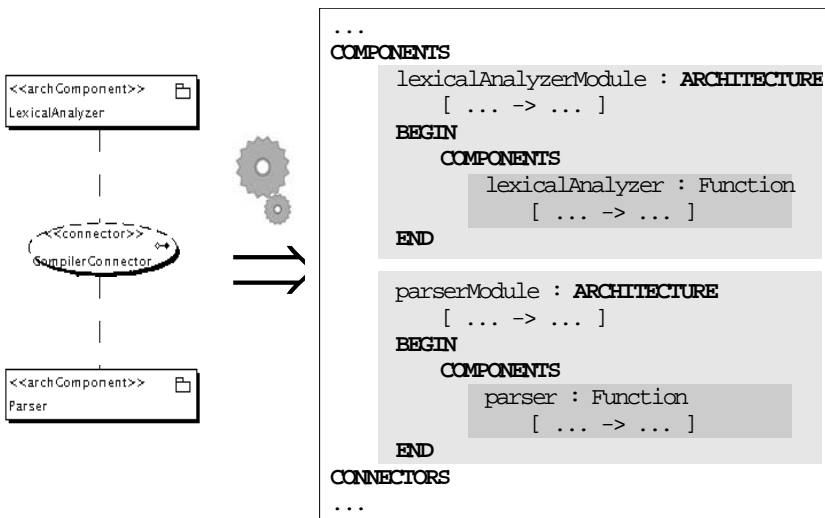 <<archComponent>>
LexicalAnalyzer
<<connector>>
CompilerConnector
<<archComponent>>
Parser
...
COMPONENTS
lexicalAnalyzerModule : ARCHITECTURE
[ ... -> ... ]
BEGIN
COMPONENTS
lexicalAnalyzer : Function
[ ... -> ... ]
END
parserModule : ARCHITECTURE
[ ... -> ... ]
BEGIN
COMPONENTS
parser : Function
[ ... -> ... ]
END
CONNECTORS
...